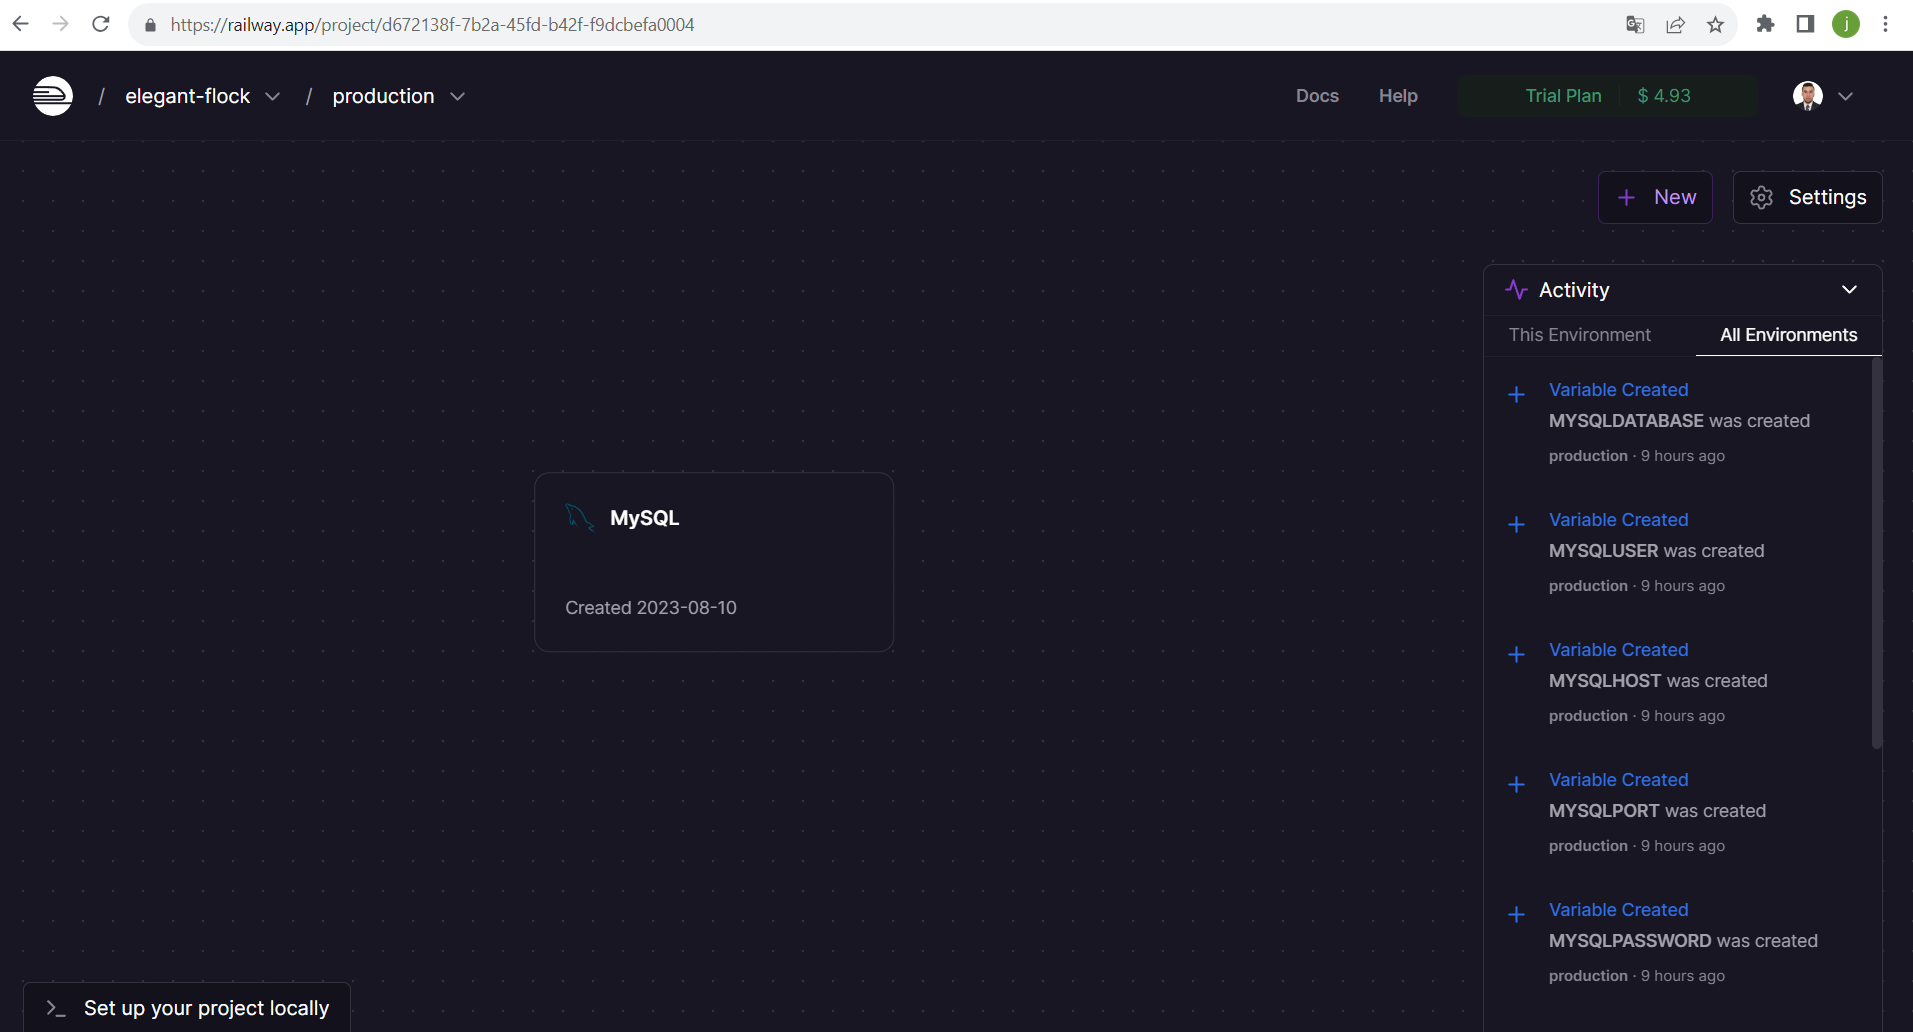 https://railway.app/project/d672138f-7b2a-45fd-b42f-f9dcbefa0004
j
/ elegant-flock / production
Docs
Help
Trial Plan
$ 4.93
+ New
Settings
Activity
This Environment
All Environments
Variable Created
MYSQLDATABASE was created
production · 9 hours ago
Variable Created
MYSQLUSER was created
production · 9 hours ago
Variable Created
MYSQLHOST was created
production · 9 hours ago
Variable Created
MYSQLPORT was created
production · 9 hours ago
Variable Created
MYSQLPASSWORD was created
production · 9 hours ago
MySQL
Created 2023-08-10
>_ Set up your project locally